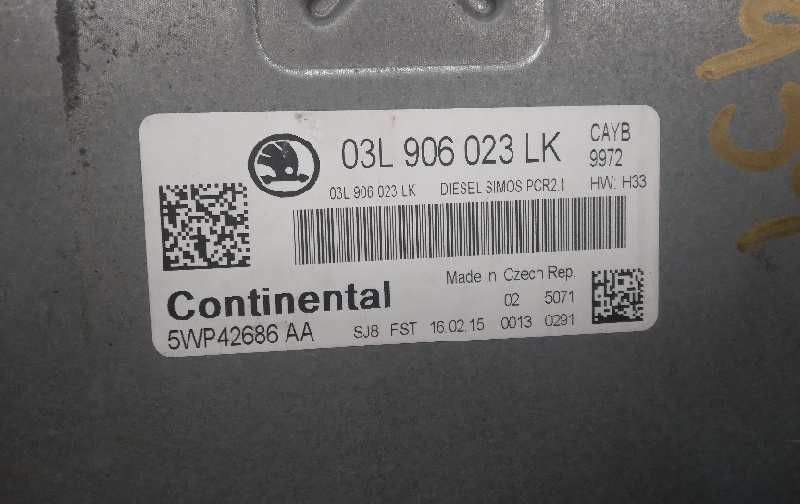 03L 906 023 LK
CAYB
9972
03L 906 023 LK DIESEL SIMOS PCR2.1 HW: H33
Made in Czech Rep.
Continental
02 5071
5WP42686 AA SJ8 FST 16.02.15 0013 0291